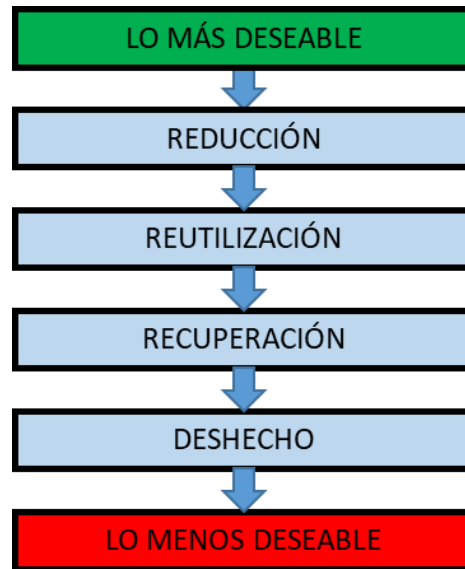 LO MÁS DESEABLE
REDUCCIÓN
REUTILIZACIÓN
RECUPERACIÓN
DESHECHO
LO MENOS DESEABLE